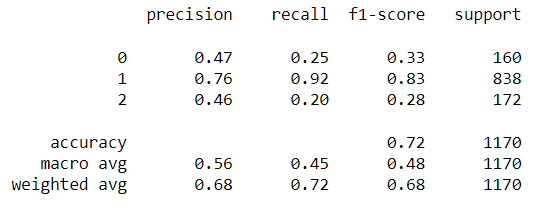 precision recall f1-score support
0 0.47 0.25 0.33 160
1 0.76 0.92 0.83 838
2 0.46 0.20 0.28 172
accuracy 0.72 1170
macro avg 0.56 0.45 0.48 1170
weighted avg 0.68 0.72 0.68 1170